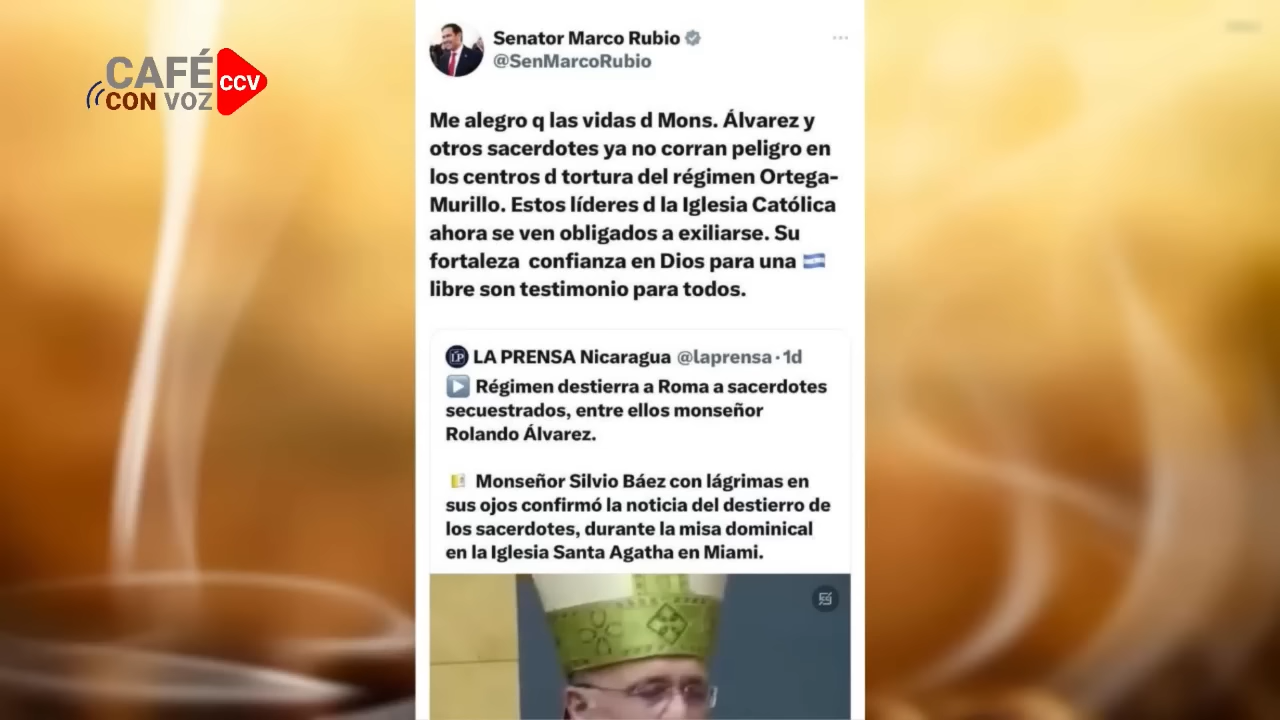 CAFÉ
CON VOZ
CCV
Senator Marco Rubio
@SenMarcoRubio
Me alegro q las vidas d Mons. Álvarez y
otros sacerdotes ya no corran peligro en
los centros d tortura del régimen Ortega-
Murillo. Estos líderes d la Iglesia Católica
ahora se ven obligados a exiliarse. Su
fortaleza confianza en Dios para una 🇳🇮
libre son testimonio para todos.
LP LA PRENSA Nicaragua @laprensa · 1d
▶️ Régimen destierra a Roma a sacerdotes
secuestrados, entre ellos monseñor
Rolando Álvarez.
🇻🇦 Monseñor Silvio Báez con lágrimas en
sus ojos confirmó la noticia del destierro de
los sacerdotes, durante la misa dominical
en la Iglesia Santa Agatha en Miami.